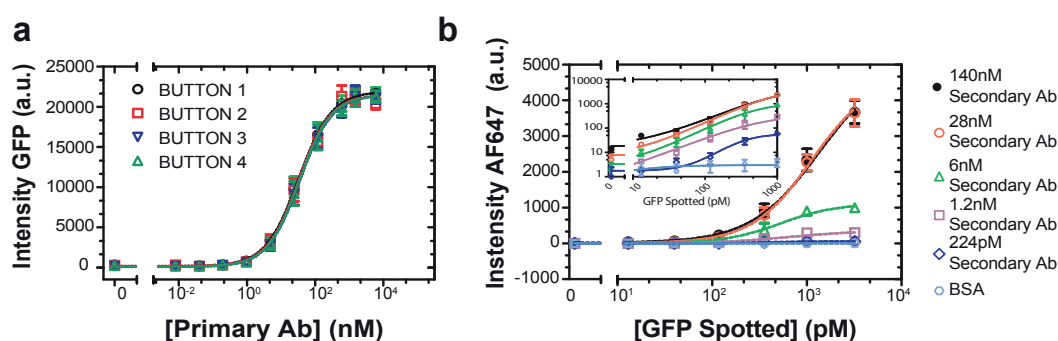 a
25000
20000
15000
10000
5000
0
Intensity GFP
BUTTON 1
BUTTON 2
BUTTON 3
BUTTON 4
0 10⁻² 10⁰ 10² 10⁴
[Primary Ab] (nM)
b
5000
4000
3000
2000
1000
0
-1000
Instensity AF647 (a.u.)
10000
1000
100
10
1
0
0 10 100 1000
GFP Spotted (pM)
0 10¹ 10² 10³ 10⁴
[GFP Spotted] (pM)
140nM
Secondary Ab
28nM
Secondary Ab
6nM
Secondary Ab
1.2nM
Secondary Ab
224pM
Secondary Ab
BSA
(a.u.)